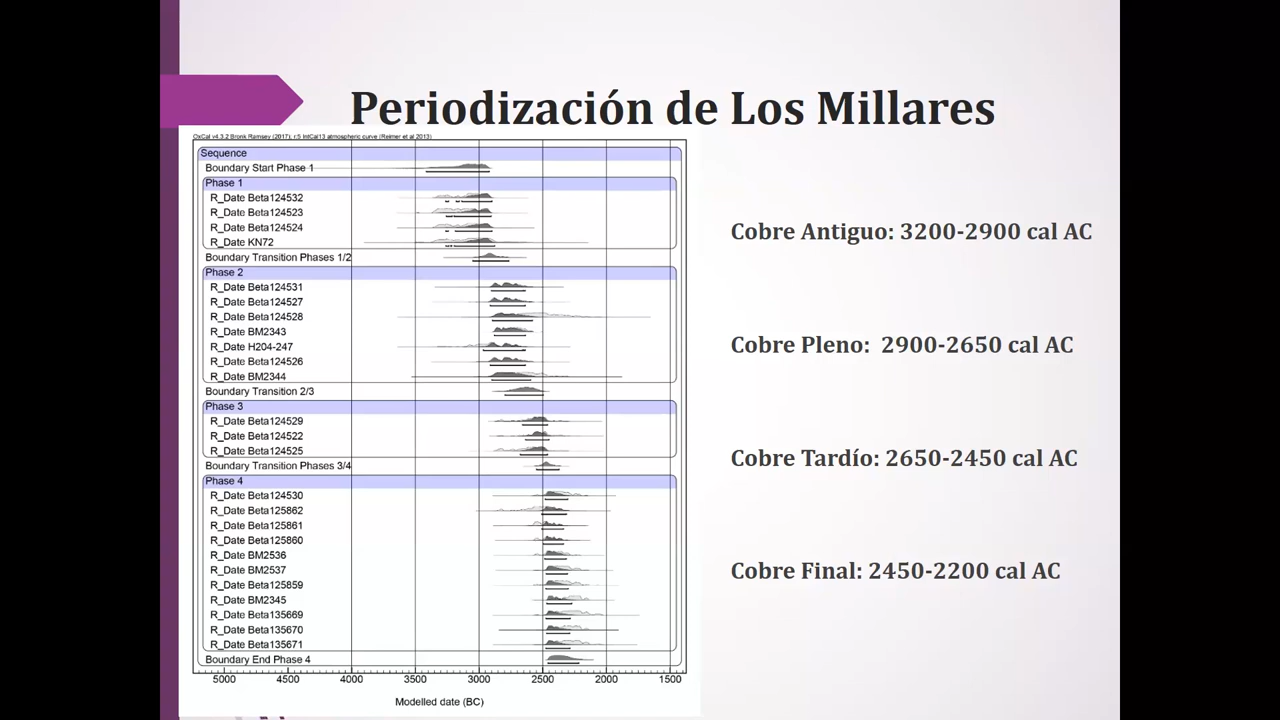 Periodización de Los Millares
OxCal v4.3.2 Bronk Ramsey (2017); r:5 IntCal13 atmospheric curve (Reimer et al 2013)
Sequence
Boundary Start Phase 1
Phase 1
R_Date Beta124532
R_Date Beta124523
R_Date Beta124524
R_Date KN72
Boundary Transition Phases 1/2
Phase 2
R_Date Beta124531
R_Date Beta124527
R_Date Beta124528
R_Date BM2343
R_Date H204-247
R_Date Beta124526
R_Date BM2344
Boundary Transition 2/3
Phase 3
R_Date Beta124529
R_Date Beta124522
R_Date Beta124525
Boundary Transition Phases 3/4
Phase 4
R_Date Beta124530
R_Date Beta125862
R_Date Beta125861
R_Date Beta125860
R_Date BM2536
R_Date BM2537
R_Date Beta125859
R_Date BM2345
R_Date Beta135669
R_Date Beta135670
R_Date Beta135671
Boundary End Phase 4
5000 4500 4000 3500 3000 2500 2000 1500
Modelled date (BC)
Cobre Antiguo: 3200-2900 cal AC
Cobre Pleno: 2900-2650 cal AC
Cobre Tardío: 2650-2450 cal AC
Cobre Final: 2450-2200 cal AC